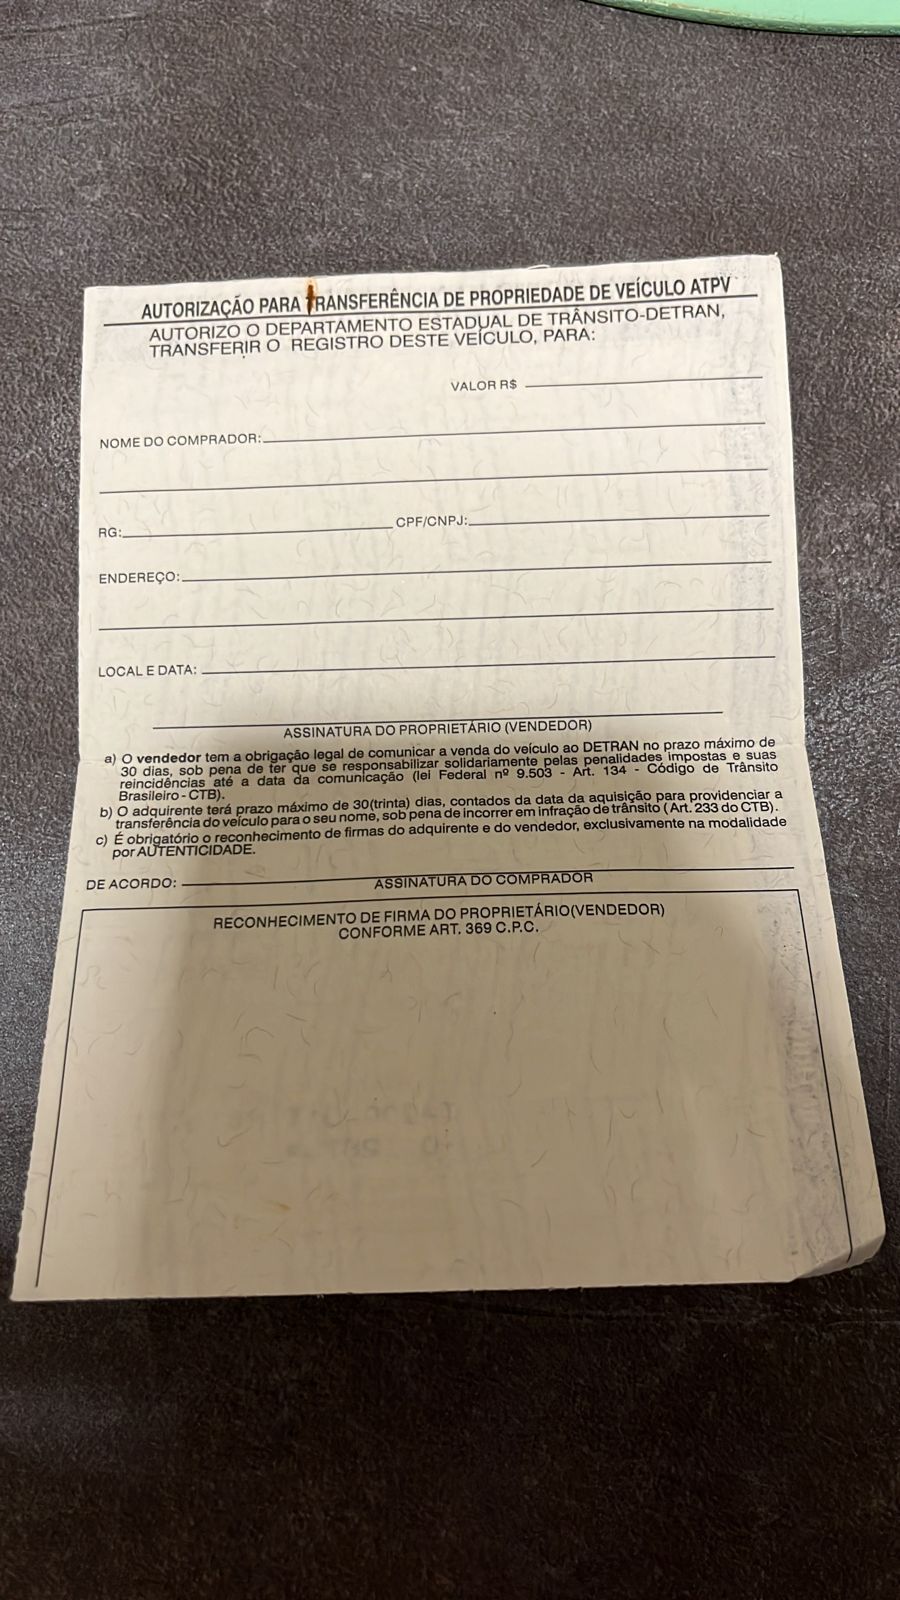 AUTORIZAÇÃO PARA TRANSFERÊNCIA DE PROPRIEDADE DE VEÍCULO ATPV
AUTORIZO O DEPARTAMENTO ESTADUAL DE TRÂNSITO-DETRAN,
TRANSFERIR O REGISTRO DESTE VEÍCULO, PARA:
VALOR R$
NOME DO COMPRADOR:
RG: CPF/CNPJ:
ENDEREÇO:
LOCAL E DATA:
ASSINATURA DO PROPRIETÁRIO (VENDEDOR)
a) O vendedor tem a obrigação legal de comunicar a venda do veículo ao DETRAN no prazo máximo de
30 dias, sob pena de ter que se responsabilizar solidariamente pelas penalidades impostas e suas
reincidências até a data da comunicação (lei Federal nº 9.503 - Art. 134 - Código de Trânsito
Brasileiro - CTB).
b) O adquirente terá prazo máximo de 30(trinta) dias, contados da data da aquisição para providenciar a
transferência do veículo para o seu nome, sob pena de incorrer em infração de trânsito (Art. 233 do CTB).
c) É obrigatório o reconhecimento de firmas do adquirente e do vendedor, exclusivamente na modalidade
por AUTENTICIDADE.
DE ACORDO:
ASSINATURA DO COMPRADOR
RECONHECIMENTO DE FIRMA DO PROPRIETÁRIO(VENDEDOR)
CONFORME ART. 369 C.P.C.